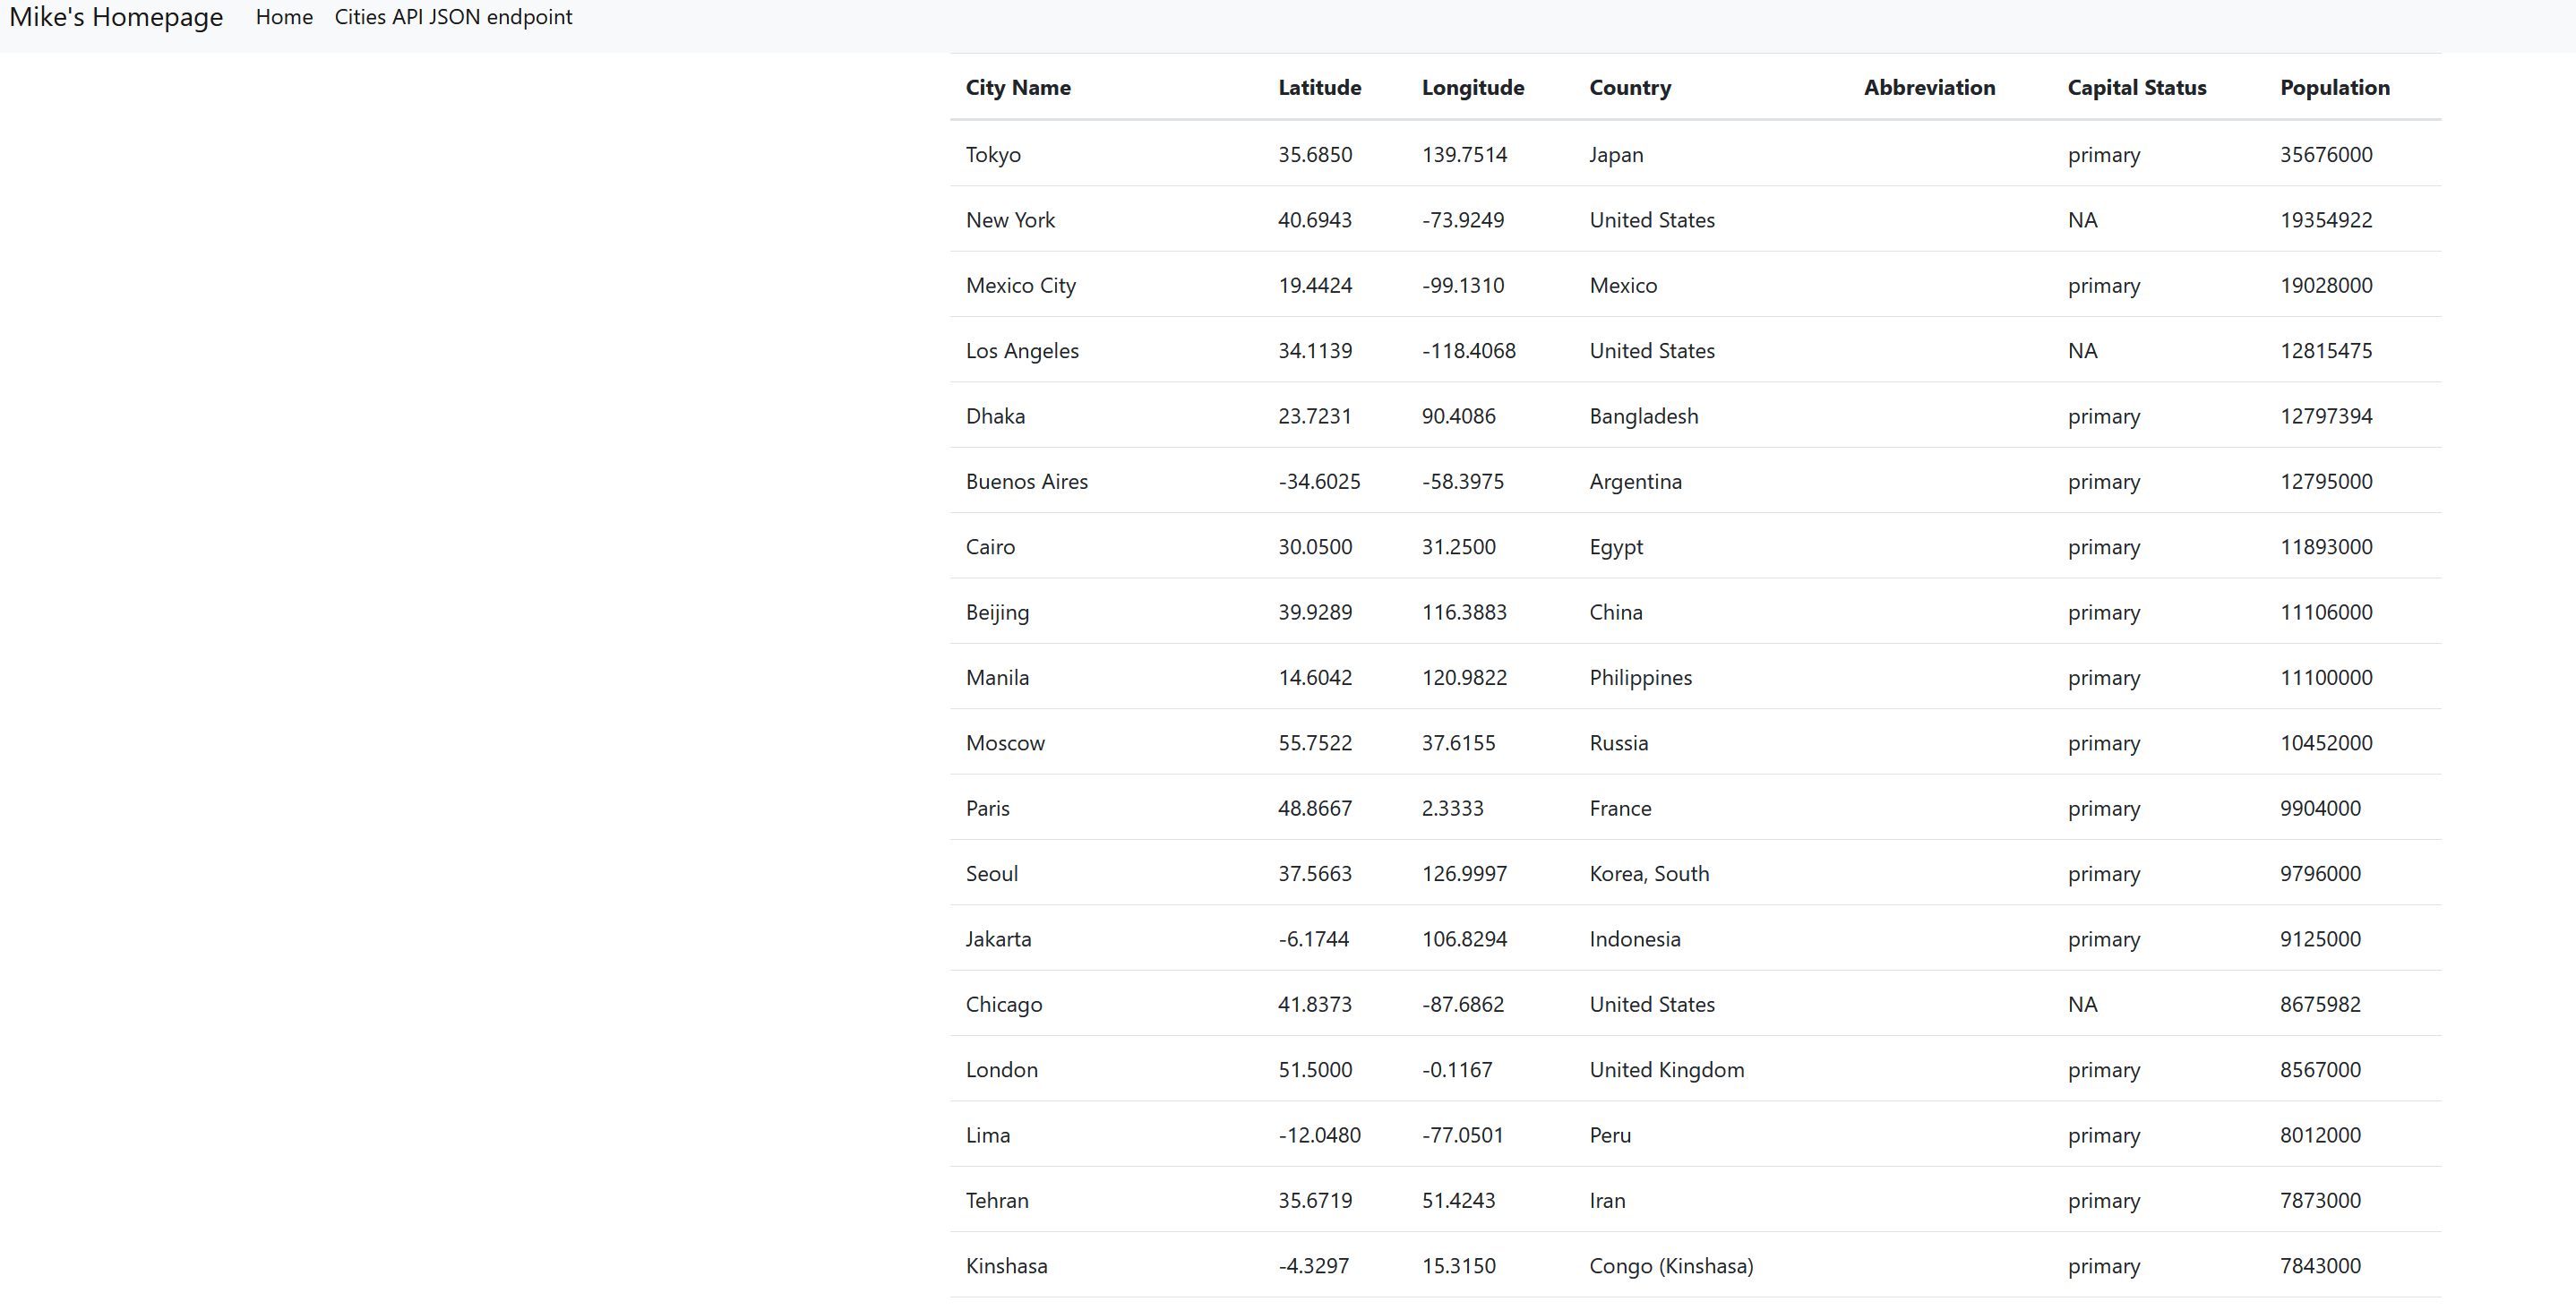 Mike's Homepage Home Cities API JSON endpoint
City Name Latitude Longitude Country Abbreviation Capital Status Population
Tokyo 35.6850 139.7514 Japan primary 35676000
New York 40.6943 -73.9249 United States NA 19354922
Mexico City 19.4424 -99.1310 Mexico primary 19028000
Los Angeles 34.1139 -118.4068 United States NA 12815475
Dhaka 23.7231 90.4086 Bangladesh primary 12797394
Buenos Aires -34.6025 -58.3975 Argentina primary 12795000
Cairo 30.0500 31.2500 Egypt primary 11893000
Beijing 39.9289 116.3883 China primary 11106000
Manila 14.6042 120.9822 Philippines primary 11100000
Moscow 55.7522 37.6155 Russia primary 10452000
Paris 48.8667 2.3333 France primary 9904000
Seoul 37.5663 126.9997 Korea, South primary 9796000
Jakarta -6.1744 106.8294 Indonesia primary 9125000
Chicago 41.8373 -87.6862 United States NA 8675982
London 51.5000 -0.1167 United Kingdom primary 8567000
Lima -12.0480 -77.0501 Peru primary 8012000
Tehran 35.6719 51.4243 Iran primary 7873000
Kinshasa -4.3297 15.3150 Congo (Kinshasa) primary 7843000